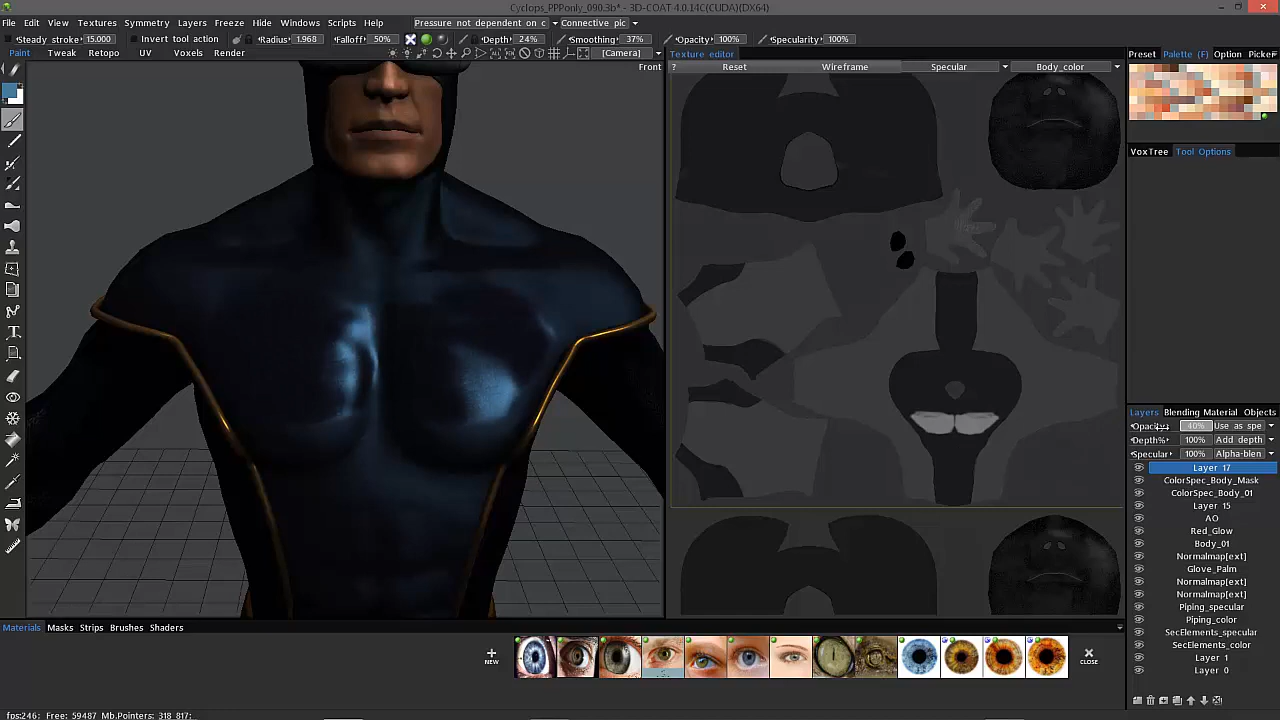 Cyclops_PPPonly_090.3b* - 3D-COAT 4.0.14C(CUDA)(DX64)
File Edit View Textures Symmetry Layers Freeze Hide Windows Scripts Help Pressure not dependent on c Connective pic
Steady stroke 15.000 Invert tool action Radius 1.968 Falloff 50% Depth 24% Smoothing 37% Opacity 100% Specularity 100%
Paint Tweak Retopo UV Voxels Render [Camera]
Texture editor
Preset Palette (F) Option Picker
Front
? Reset Wireframe Specular Body_color
VoxTree Tool Options
Layers Blending Material Objects
Opacity 40% Use as spe
Depth% 100% Add depth
Specular 100% Alpha-blen
Layer 17
ColorSpec_Body_Mask
ColorSpec_Body_01
Layer 15
AO
Red_Glow
Body_01
Normalmap[ext]
Glove_Palm
Normalmap[ext]
Normalmap[ext]
Piping_specular
Piping_color
SecElements_specular
SecElements_color
Layer 1
Layer 0
Materials Masks Strips Brushes Shaders
NEW
CLOSE
fps:246; Free: 59487 Mb.Pointers: 318 817;